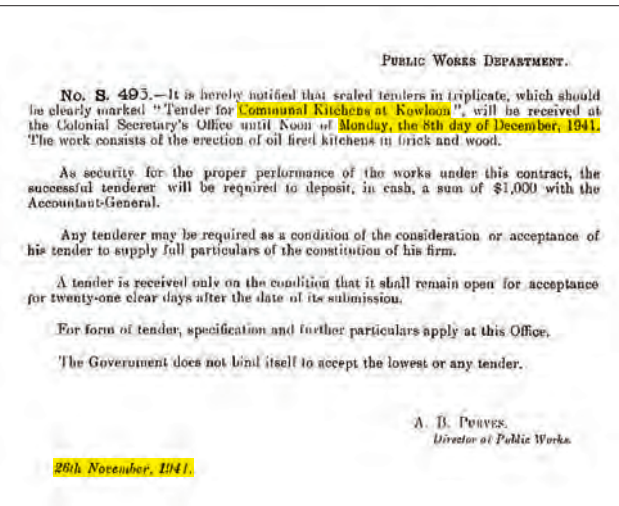 PUBLIC WORKS DEPARTMENT.
No. S. 495.—It is hereby notified that sealed tenders in triplicate, which should
be clearly marked "Tender for Communal Kitchens at Kowloon", will be received at
the Colonial Secretary's Office until Noon of Monday, the 8th day of December, 1941.
The work consists of the erection of oil fired kitchens in brick and wood.
As security for the proper performance of the works under this contract, the
successful tenderer will be required to deposit, in cash, a sum of $1,000 with the
Accountant-General.
Any tenderer may be required as a condition of the consideration or acceptance of
his tender to supply full particulars of the constitution of his firm.
A tender is received only on the condition that it shall remain open for acceptance
for twenty-one clear days after the date of its submission.
For form of tender, specification and further particulars apply at this Office.
The Government does not bind itself to accept the lowest or any tender.
A. B. PURVES.
Director of Public Works.
26th November, 1941.